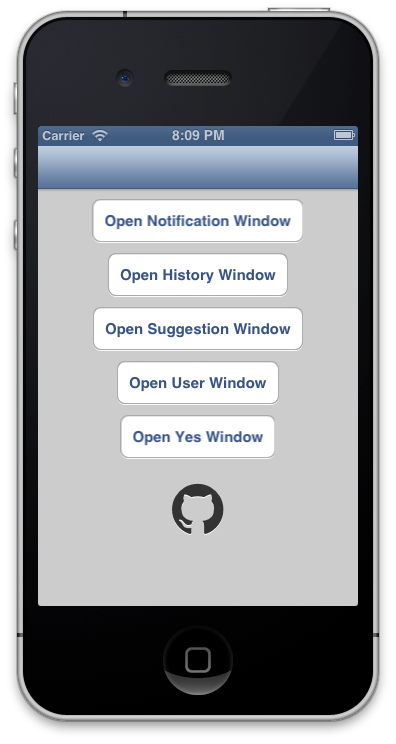 Carrier 8:09 PM
Open Notification Window
Open History Window
Open Suggestion Window
Open User Window
Open Yes Window